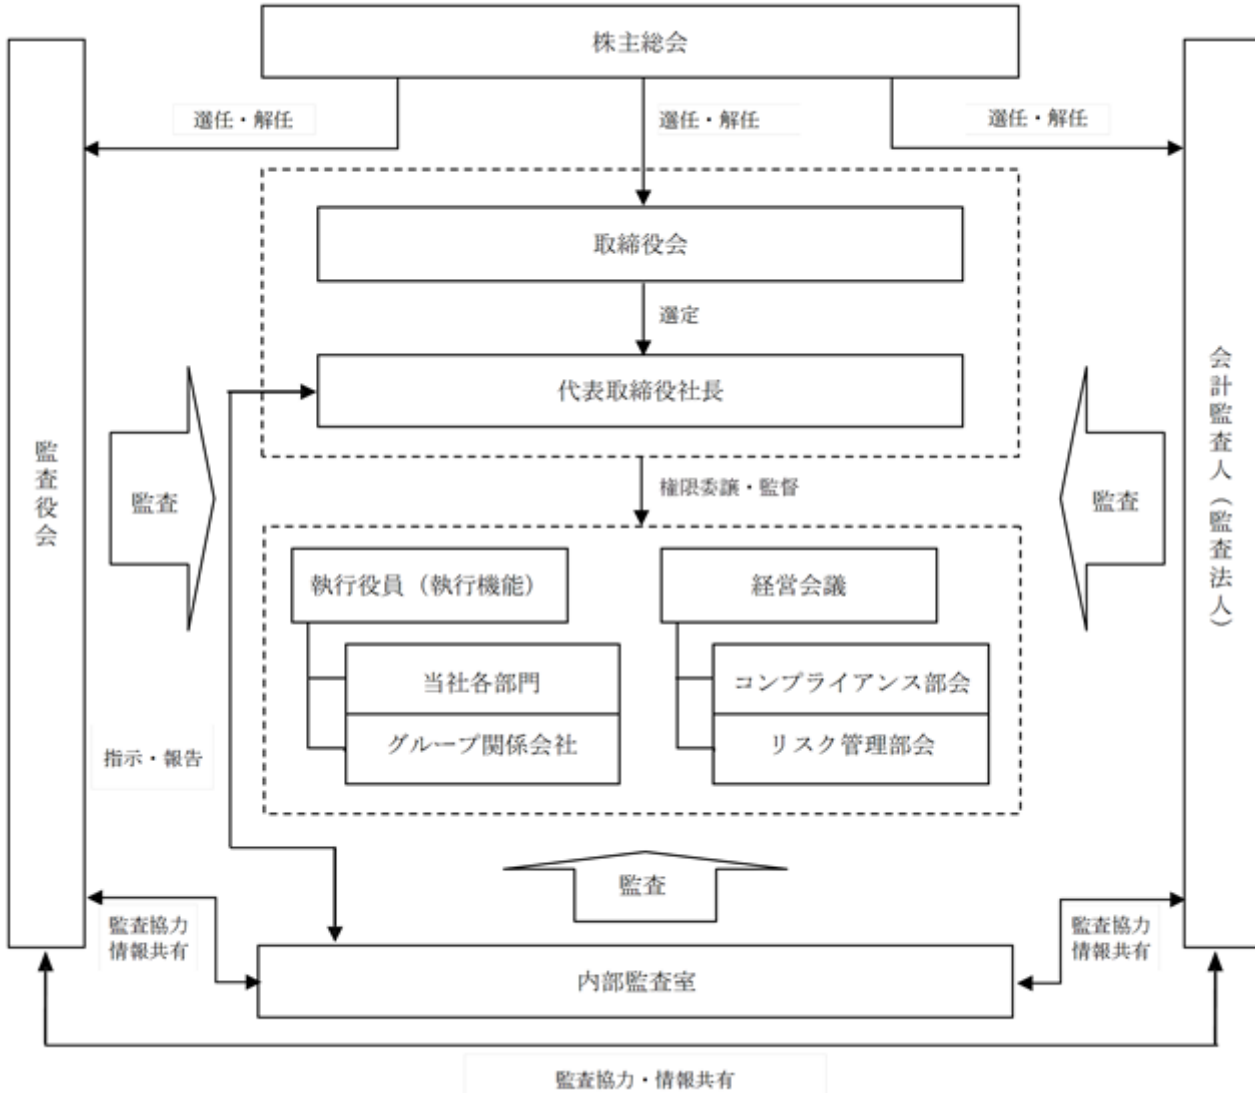 株主総会
選任・解任
選任・解任
選任・解任
取締役会
選定
代表取締役社長
監査役会
監査
権限委譲・監督
監査
会計監査人（監査法人）
執行役員（執行機能）
経営会議
当社各部門
コンプライアンス部会
グループ関係会社
リスク管理部会
指示・報告
監査
監査協力
情報共有
監査協力
情報共有
内部監査室
監査協力・情報共有